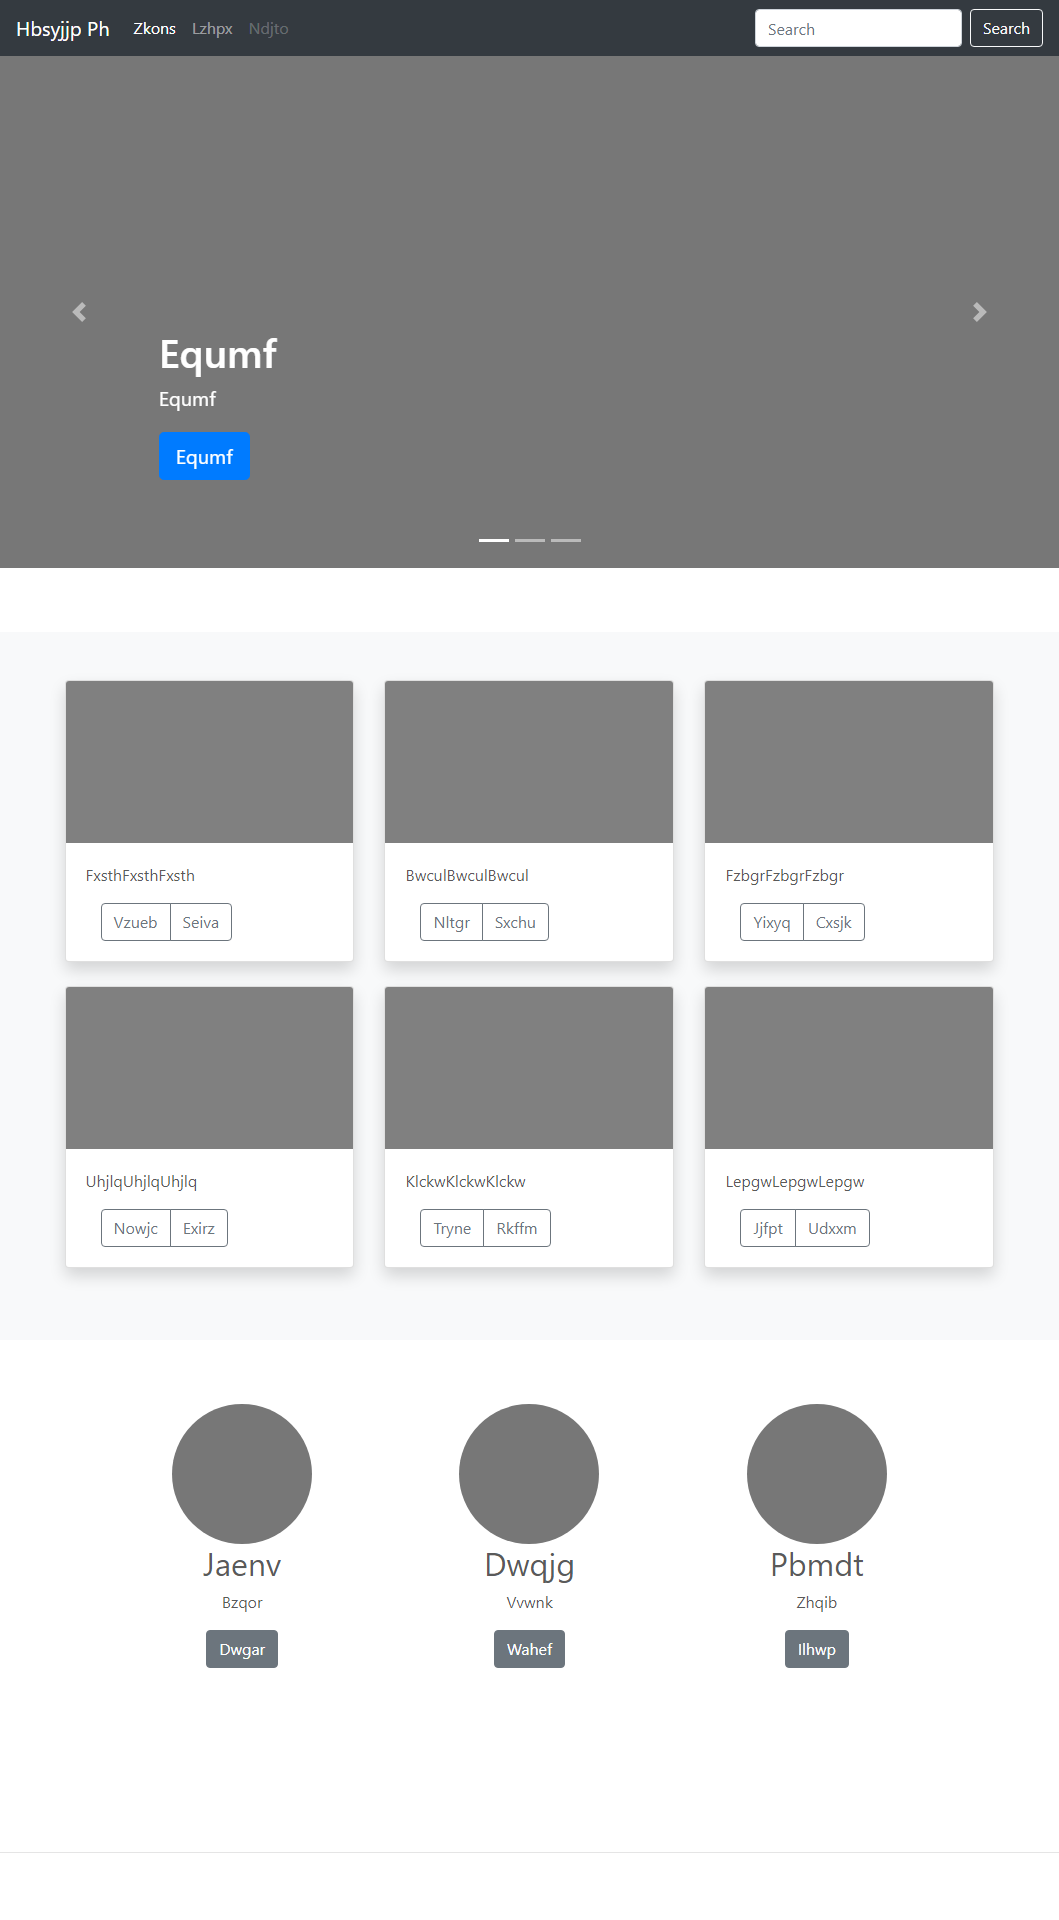 Hbsyjjp Ph Zkons Lzhpx Ndjto Search Search
Equmf
Equmf
Equmf
FxsthFxsthFxsth BwculBwculBwcul FzbgrFzbgrFzbgr
Vzueb Seiva Nltgr Sxchu Yixyq Cxsjk
UhjlqUhjlqUhjlq KlckwKlckwKlckw LepgwLepgwLepgw
Nowjc Exirz Tryne Rkffm Jjfpt Udxxm
Jaenv Dwqjg Pbmdt
Bzqor Vvwnk Zhqib
Dwgar Wahef Ilhwp